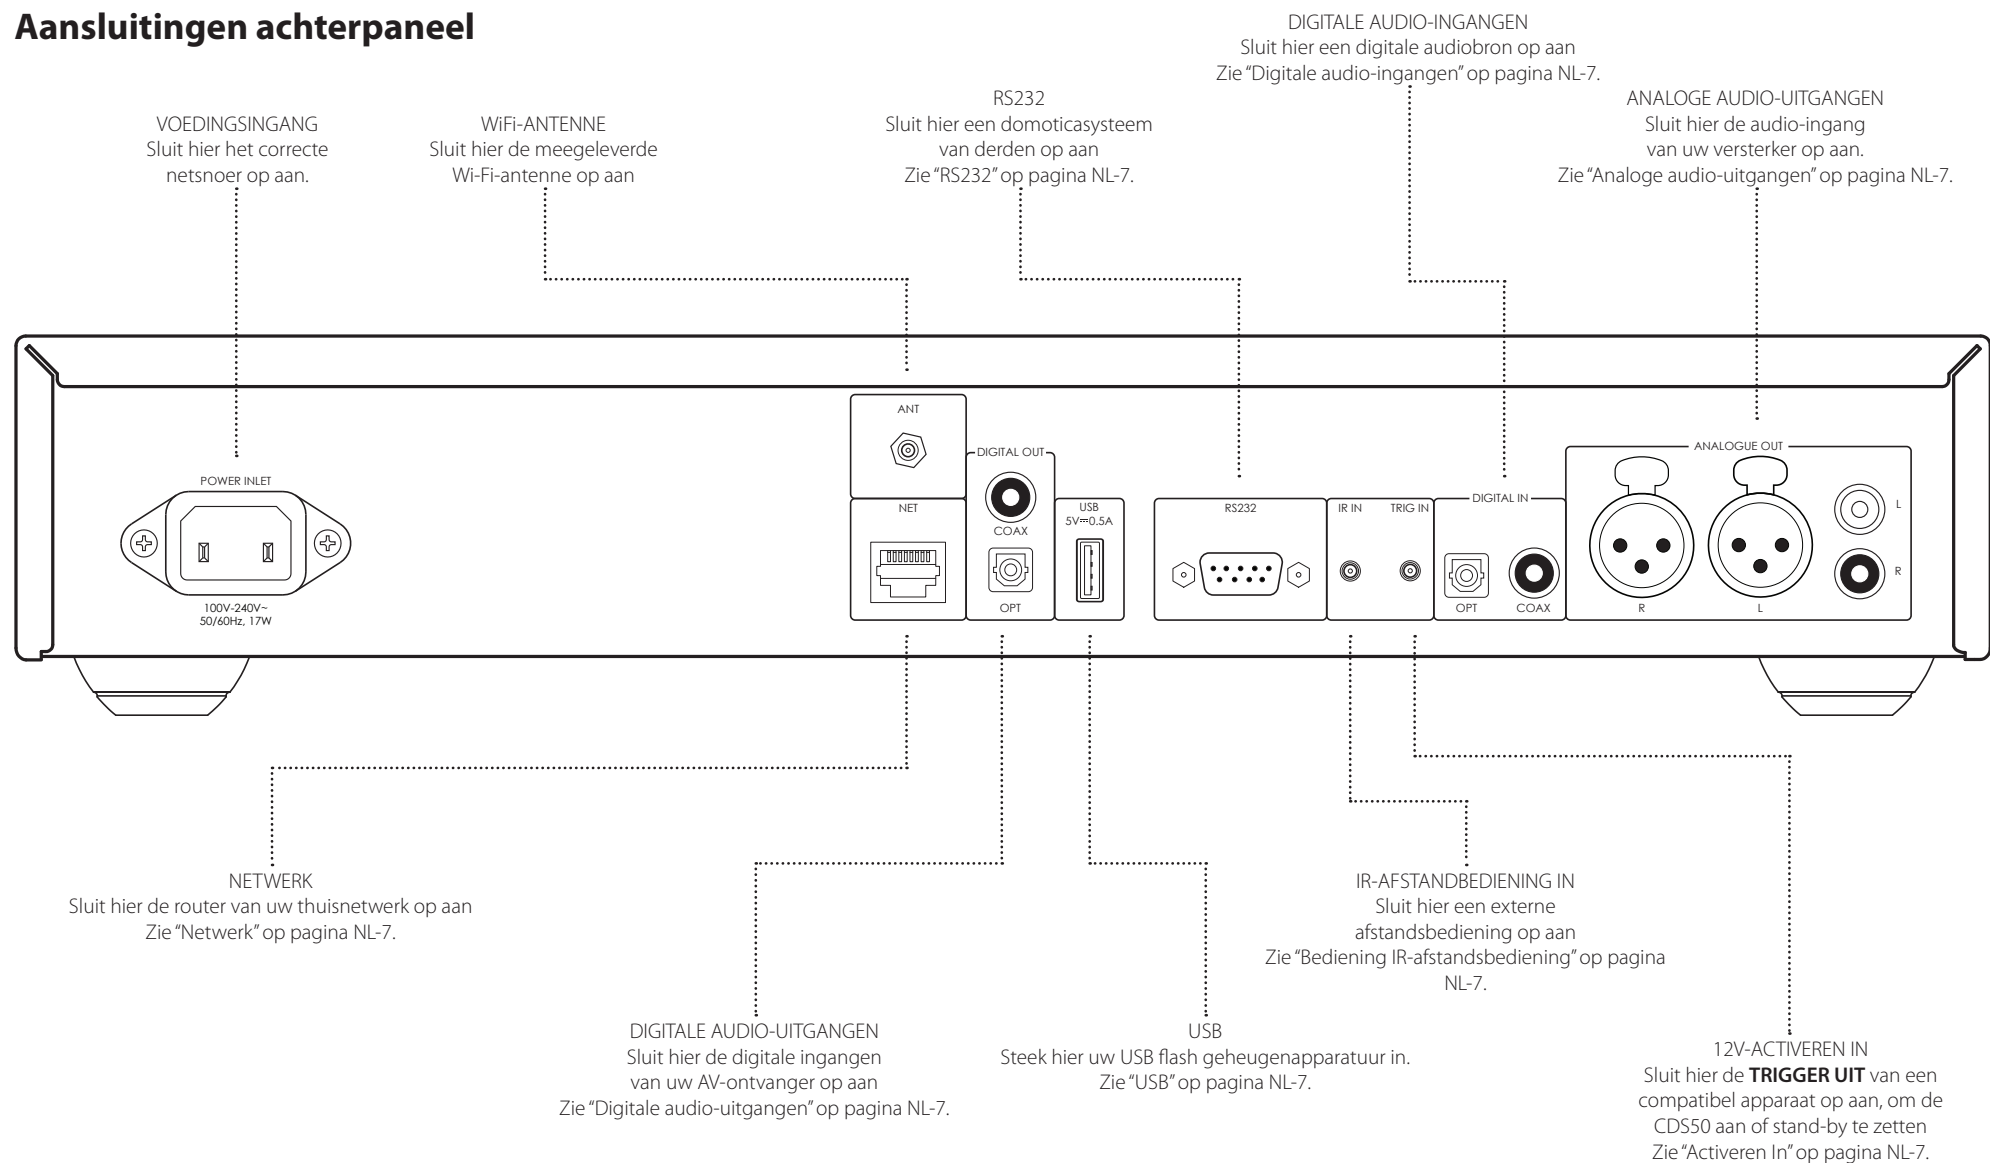 Aansluitingen achterpaneel
DIGITALE AUDIO-INGANGEN
Sluit hier een digitale audiobron op aan
Zie “Digitale audio-ingangen” op pagina NL-7.
VOEDINGSINGANG
Sluit hier het correcte
netsnoer op aan.
WiFi-ANTENNE
Sluit hier de meegeleverde
Wi-Fi-antenne op aan
RS232
Sluit hier een domoticasysteem
van derden op aan
Zie “RS232” op pagina NL-7.
ANALOGE AUDIO-UITGANGEN
Sluit hier de audio-ingang
van uw versterker op aan.
Zie “Analoge audio-uitgangen” op pagina NL-7.
POWER INLET
100V-240V~
50/60Hz, 17W
ANT
NET
DIGITAL OUT
COAX
OPT
USB
5V⎓0.5A
RS232
IR IN
TRIG IN
DIGITAL IN
OPT
COAX
ANALOGUE OUT
R
L
L
R
NETWERK
Sluit hier de router van uw thuisnetwerk op aan
Zie “Netwerk” op pagina NL-7.
DIGITALE AUDIO-UITGANGEN
Sluit hier de digitale ingangen
van uw AV-ontvanger op aan
Zie “Digitale audio-uitgangen” op pagina NL-7.
USB
Steek hier uw USB flash geheugenapparatuur in.
Zie “USB” op pagina NL-7.
IR-AFSTANDBEDIENING IN
Sluit hier een externe
afstandsbediening op aan
Zie “Bediening IR-afstandsbediening” op pagina
NL-7.
12V-ACTIVEREN IN
Sluit hier de TRIGGER UIT van een
compatibel apparaat op aan, om de
CDS50 aan of stand-by te zetten
Zie “Activeren In” op pagina NL-7.